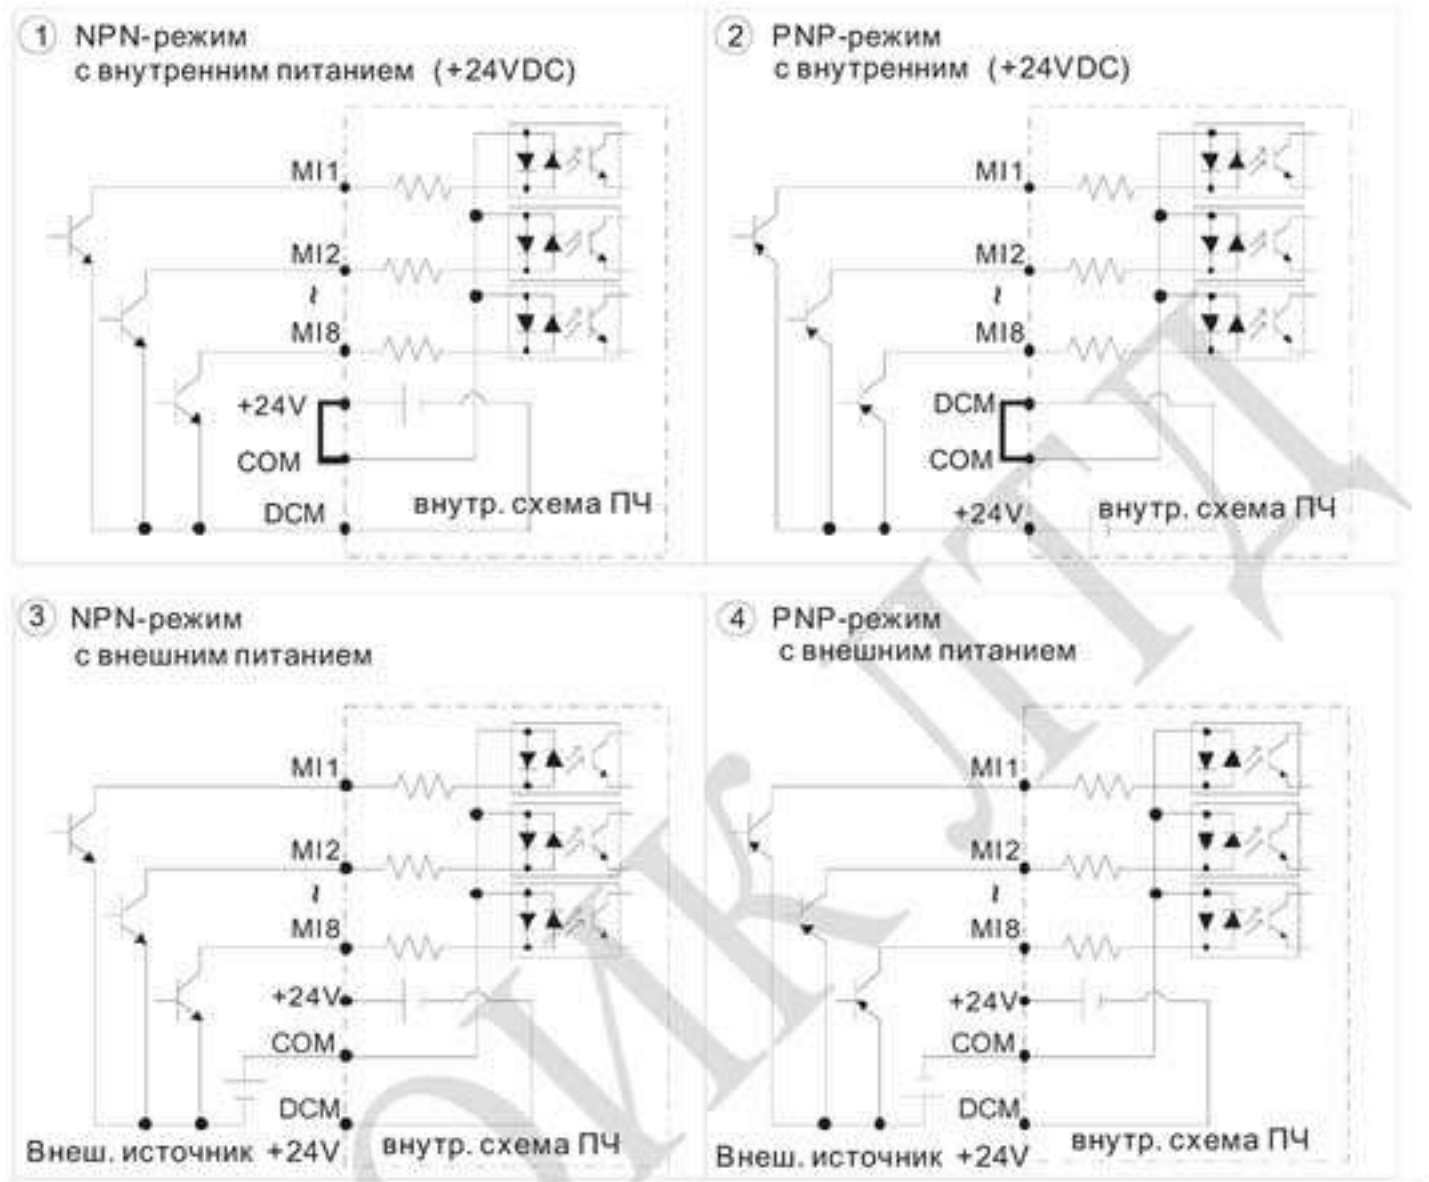 1 NPN-режим
с внутренним питанием (+24VDC)
MI1
MI2
~
MI8
+24V
COM
DCM
внутр. схема ПЧ
2 PNP-режим
с внутренним (+24VDC)
MI1
MI2
~
MI8
DCM
COM
+24V
внутр. схема ПЧ
3 NPN-режим
с внешним питанием
MI1
MI2
~
MI8
+24V
COM
DCM
Внеш. источник +24V
внутр. схема ПЧ
4 PNP-режим
с внешним питанием
MI1
MI2
~
MI8
+24V
COM
DCM
Внеш. источник +24V
внутр. схема ПЧ
ОИК ЛТД